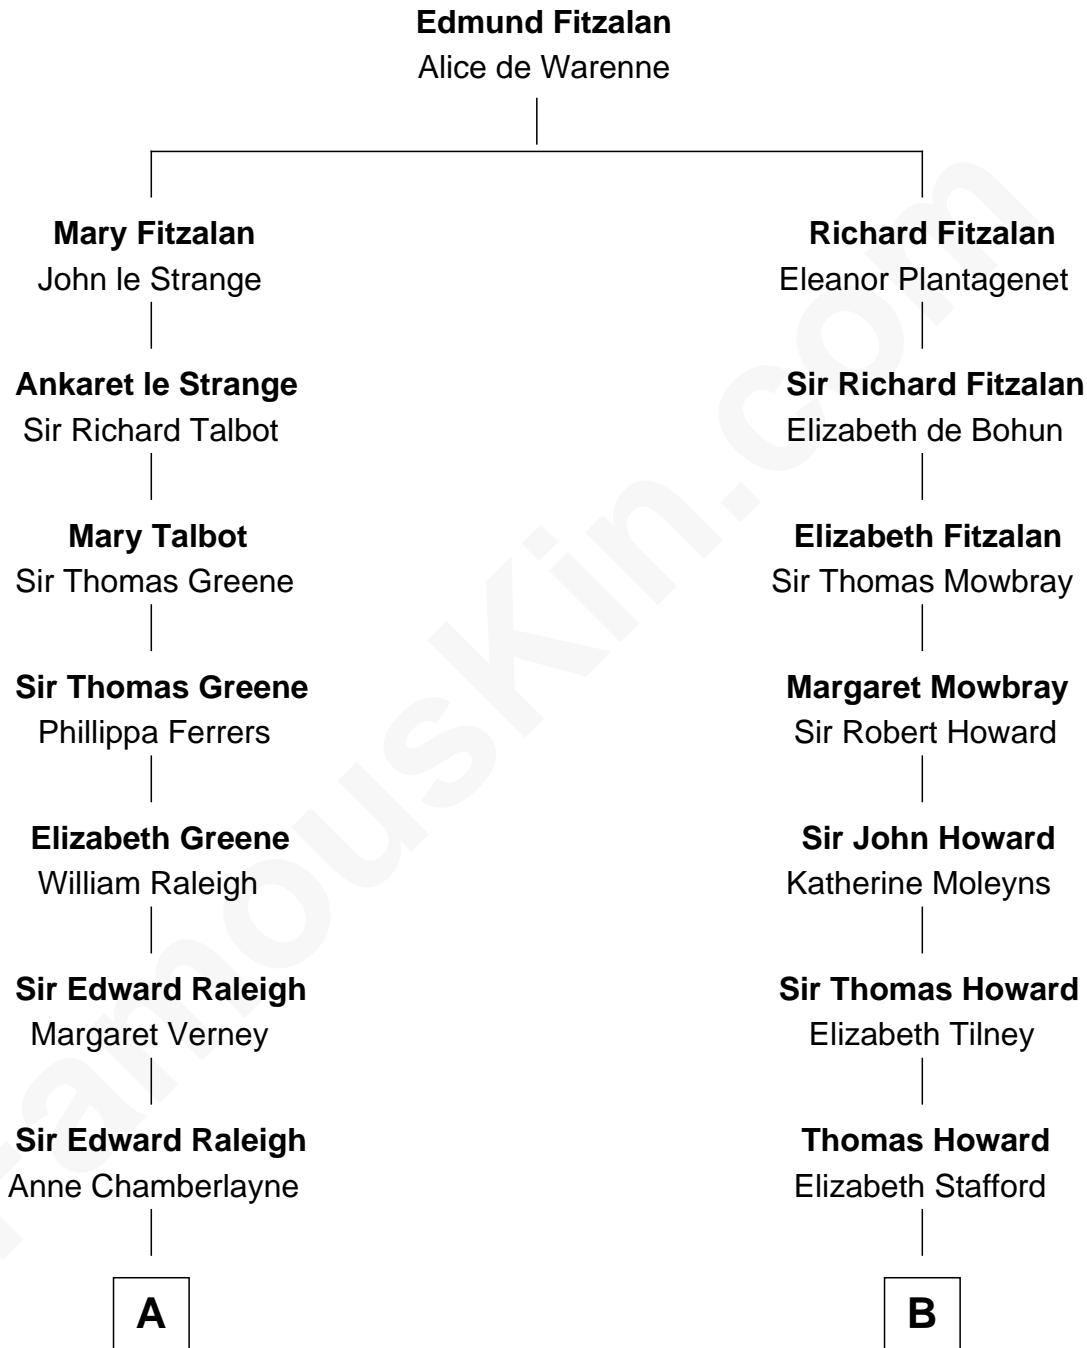 Edmund Fitzalan
Alice de Warenne
Mary Fitzalan
John le Strange
Richard Fitzalan
Eleanor Plantagenet
Ankaret le Strange
Sir Richard Talbot
Sir Richard Fitzalan
Elizabeth de Bohun
Mary Talbot
Sir Thomas Greene
Elizabeth Fitzalan
Sir Thomas Mowbray
Sir Thomas Greene
Phillippa Ferrers
Margaret Mowbray
Sir Robert Howard
Elizabeth Greene
William Raleigh
Sir John Howard
Katherine Moleyns
Sir Edward Raleigh
Margaret Verney
Sir Thomas Howard
Elizabeth Tilney
Sir Edward Raleigh
Anne Chamberlayne
Thomas Howard
Elizabeth Stafford
A
B
FamousKin.com